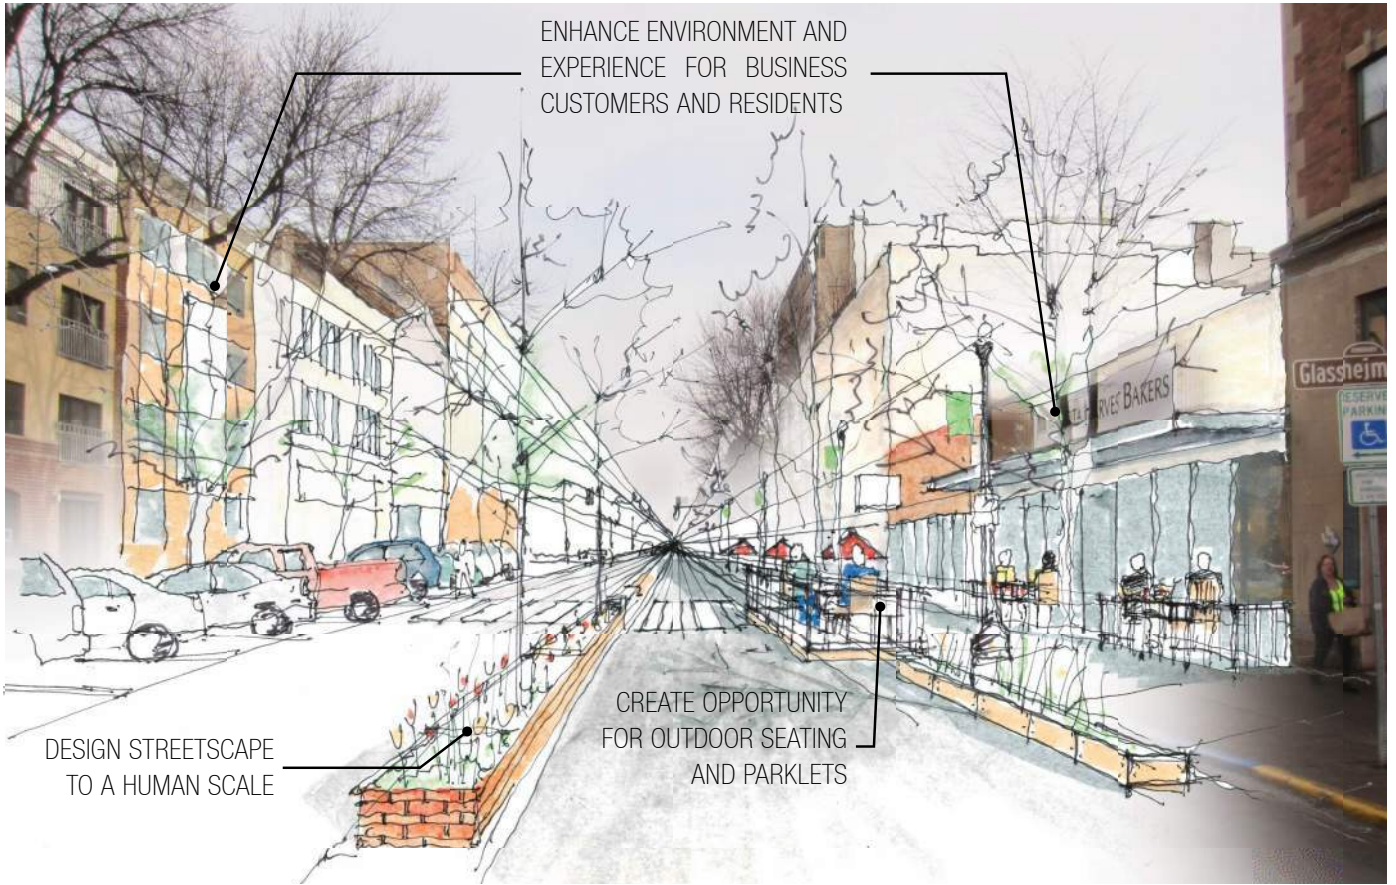 ENHANCE ENVIRONMENT AND
EXPERIENCE FOR BUSINESS
CUSTOMERS AND RESIDENTS
BAKERS
Glassheim
RESERVE
PARKING
CREATE OPPORTUNITY
FOR OUTDOOR SEATING
AND PARKLETS
DESIGN STREETSCAPE
TO A HUMAN SCALE